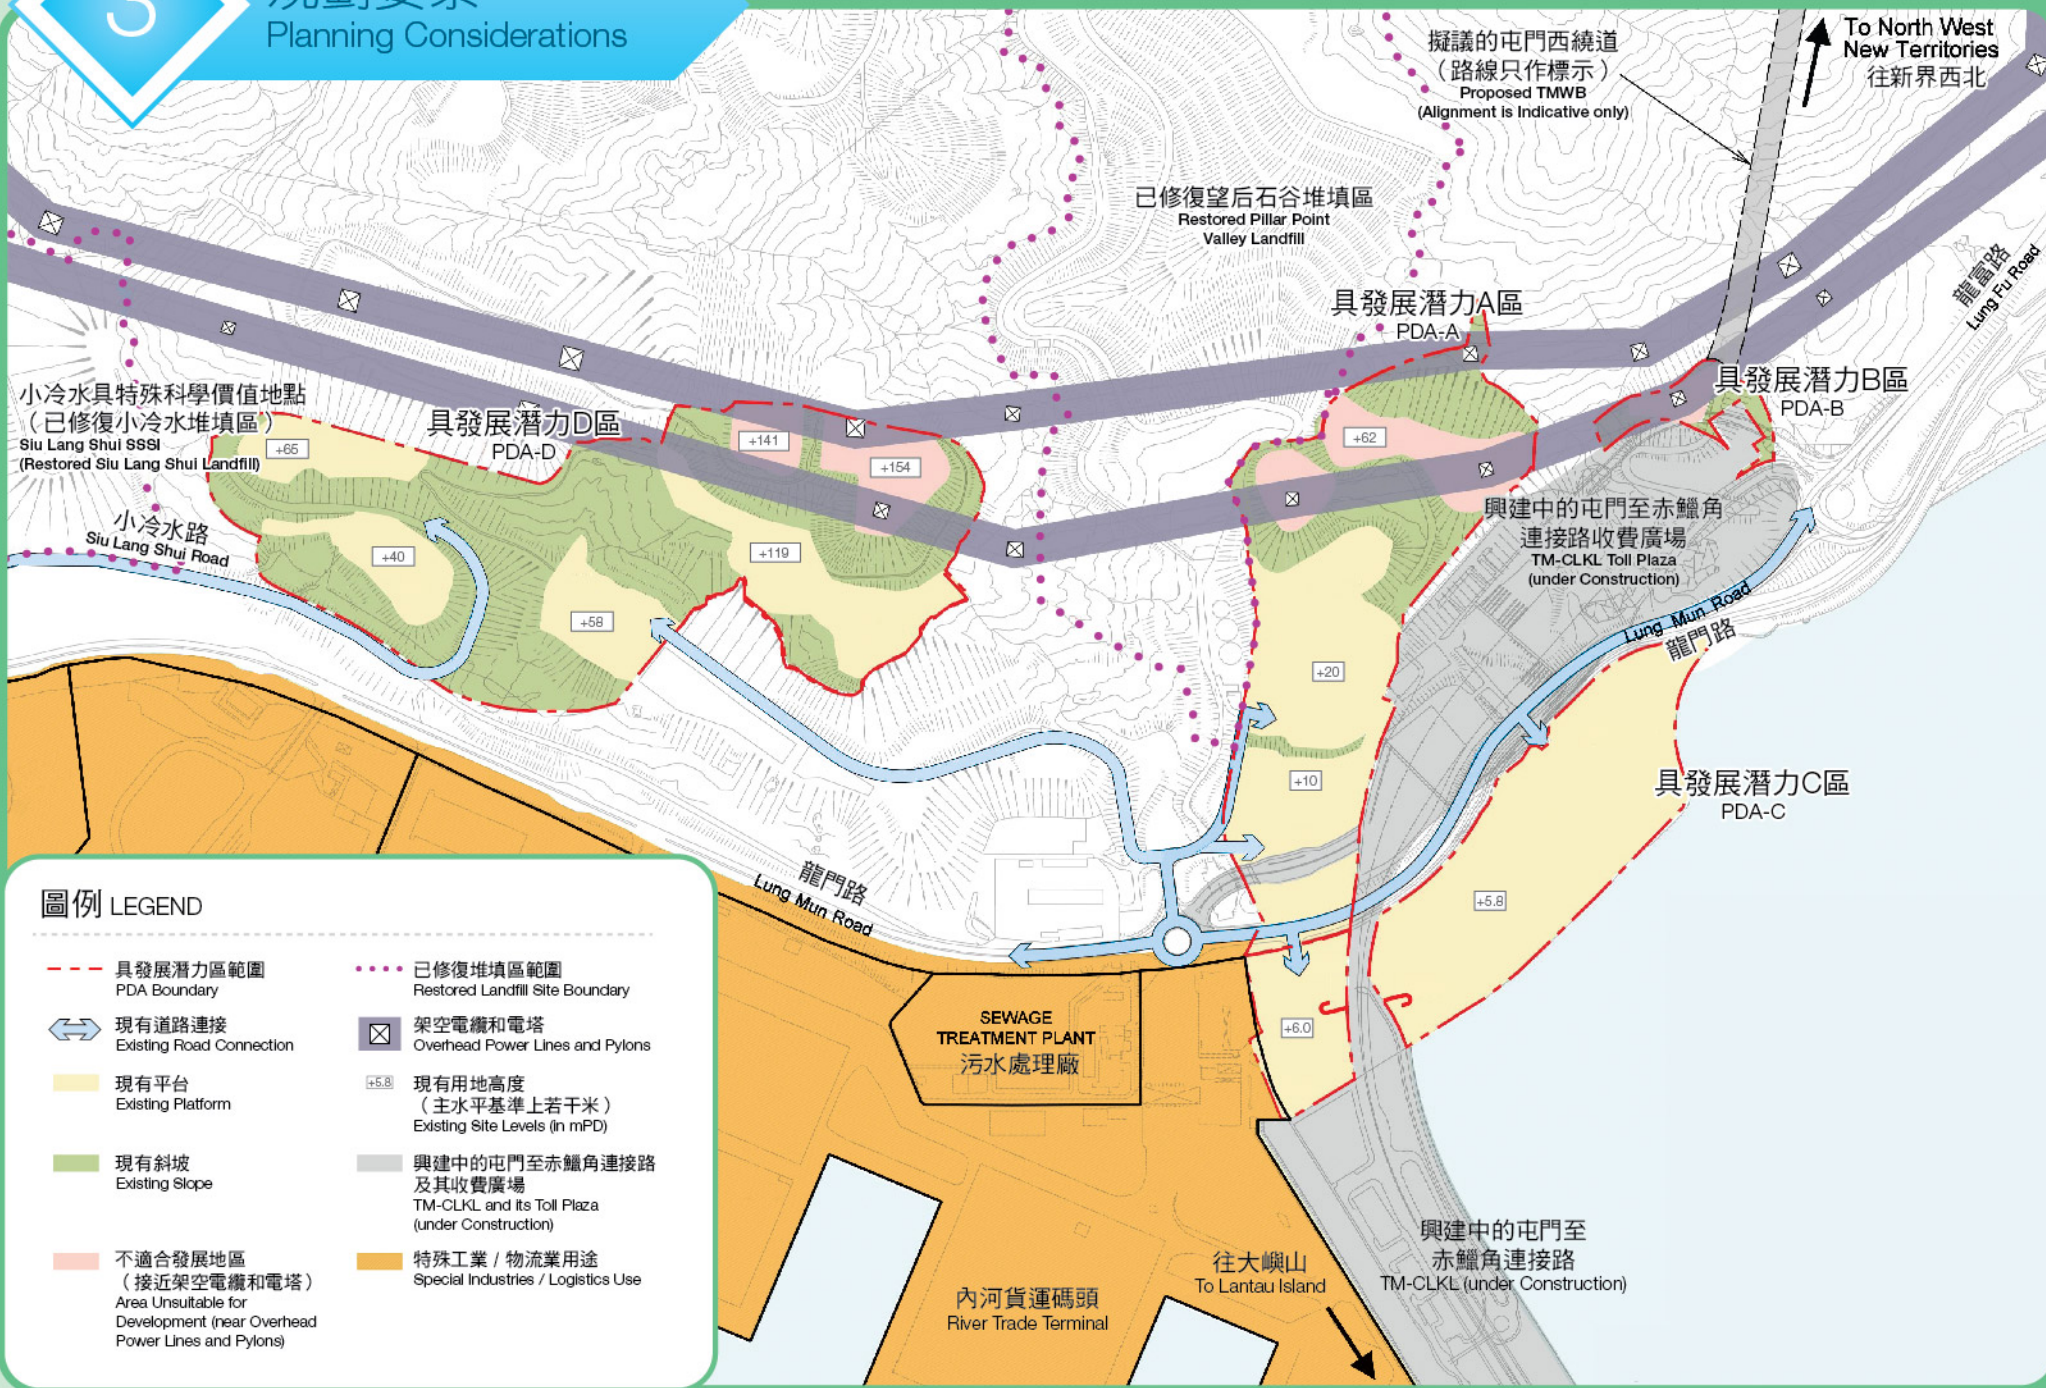 3
規劃要素
Planning Considerations
擬議的屯門西繞道
（路線只作標示）
Proposed TMWB
(Alignment is Indicative only)
To North West
New Territories
往新界西北
已修復望后石谷堆填區
Restored Pillar Point
Valley Landfill
龍富路
Lung Fu Road
具發展潛力A區
PDA-A
具發展潛力B區
PDA-B
小冷水具特殊科學價值地點
（已修復小冷水堆填區）
Siu Lang Shui SSSI
(Restored Siu Lang Shui Landfill)
具發展潛力D區
PDA-D
+65
+141
+154
+62
小冷水路
Siu Lang Shui Road
+40
+119
+58
興建中的屯門至赤鱲角
連接路收費廣場
TM-CLKL Toll Plaza
(under Construction)
Lung Mun Road
龍門路
+20
+10
具發展潛力C區
PDA-C
+5.8
+6.0
龍門路
Lung Mun Road
SEWAGE
TREATMENT PLANT
污水處理廠
內河貨運碼頭
River Trade Terminal
往大嶼山
To Lantau Island
興建中的屯門至
赤鱲角連接路
TM-CLKL (under Construction)
圖例 LEGEND
具發展潛力區範圍
PDA Boundary
現有道路連接
Existing Road Connection
現有平台
Existing Platform
現有斜坡
Existing Slope
不適合發展地區
（接近架空電纜和電塔）
Area Unsuitable for
Development (near Overhead
Power Lines and Pylons)
已修復堆填區範圍
Restored Landfill Site Boundary
架空電纜和電塔
Overhead Power Lines and Pylons
+5.8
現有用地高度
（主水平基準上若干米）
Existing Site Levels (in mPD)
興建中的屯門至赤鱲角連接路
及其收費廣場
TM-CLKL and its Toll Plaza
(under Construction)
特殊工業 / 物流業用途
Special Industries / Logistics Use